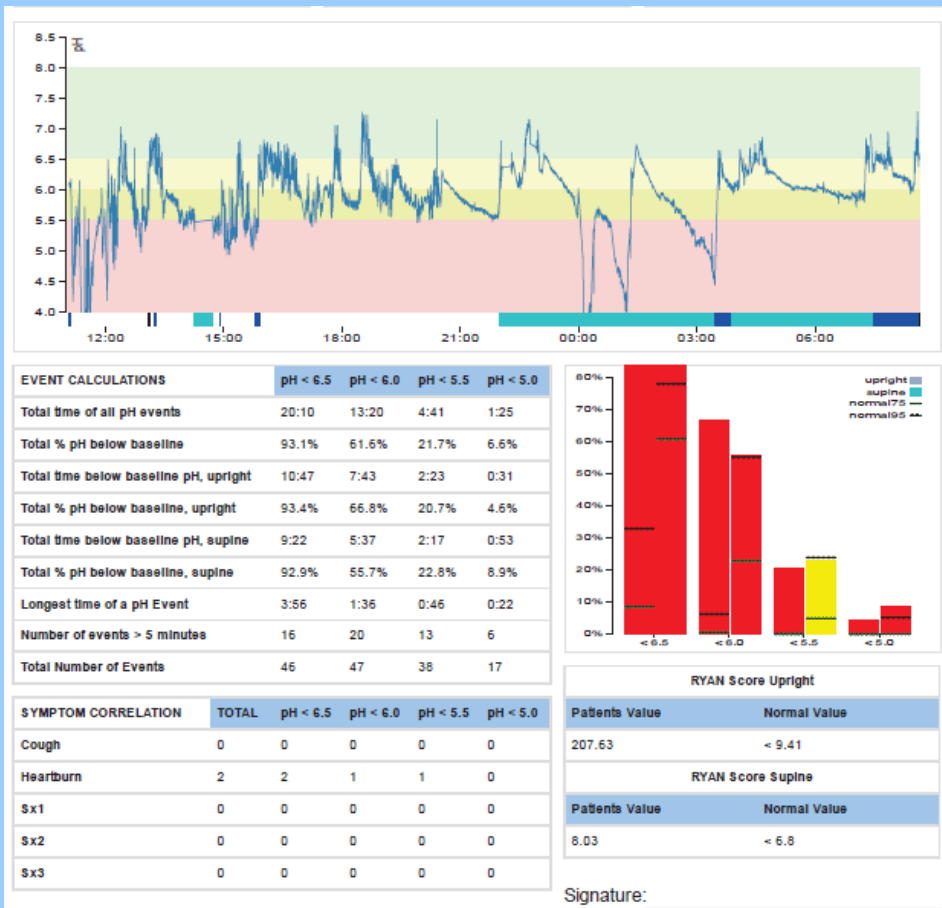 pH
8.5
8.0
7.5
7.0
6.5
6.0
5.5
5.0
4.5
4.0
12:00 15:00 18:00 21:00 00:00 03:00 06:00
EVENT CALCULATIONS pH < 6.5 pH < 6.0 pH < 5.5 pH < 5.0
Total time of all pH events 20:10 13:20 4:41 1:25
Total % pH below baseline 93.1% 61.6% 21.7% 6.6%
Total time below baseline pH, upright 10:47 7:43 2:23 0:31
Total % pH below baseline, upright 93.4% 66.8% 20.7% 4.6%
Total time below baseline pH, supine 9:22 5:37 2:17 0:53
Total % pH below baseline, supine 92.9% 55.7% 22.8% 8.9%
Longest time of a pH Event 3:56 1:36 0:46 0:22
Number of events > 5 minutes 16 20 13 6
Total Number of Events 46 47 38 17
SYMPTOM CORRELATION TOTAL pH < 6.5 pH < 6.0 pH < 5.5 pH < 5.0
Cough 0 0 0 0 0
Heartburn 2 2 1 1 0
Sx1 0 0 0 0 0
Sx2 0 0 0 0 0
Sx3 0 0 0 0 0
80%
70%
60%
50%
40%
30%
20%
10%
0%
upright
supine
normal75
normal95
< 6.5 < 6.0 < 5.5 < 5.0
RYAN Score Upright
Patients Value Normal Value
207.63 < 9.41
RYAN Score Supine
Patients Value Normal Value
8.03 < 6.8
Signature: